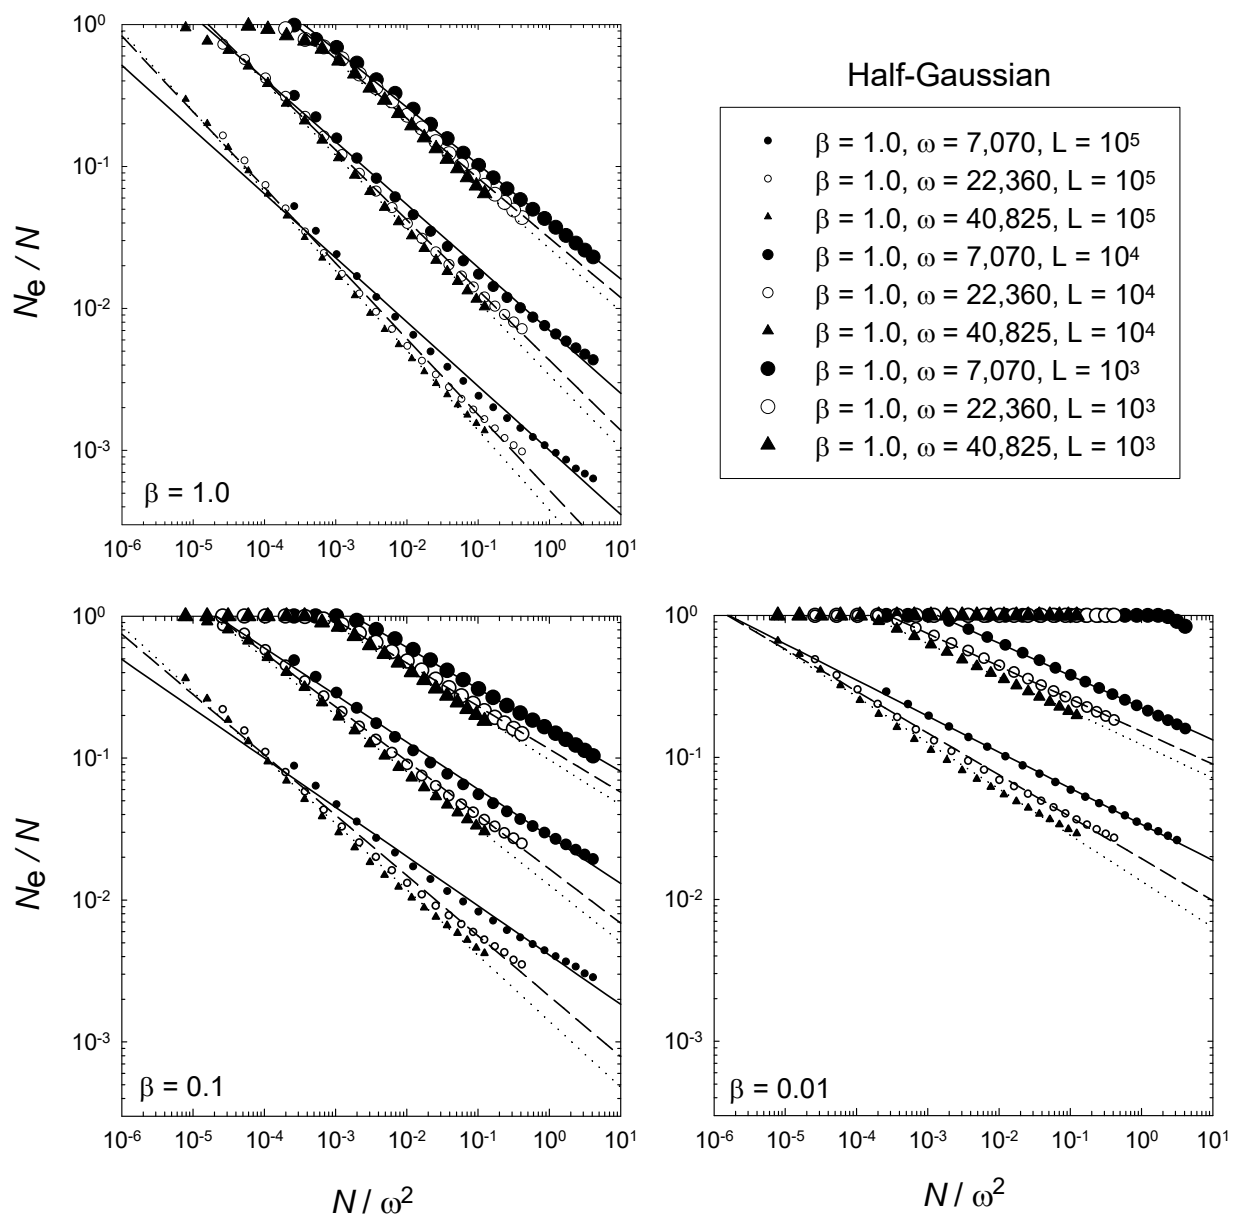 Half-Gaussian
β = 1.0, ω = 7,070, L = 10⁵
β = 1.0, ω = 22,360, L = 10⁵
β = 1.0, ω = 40,825, L = 10⁵
β = 1.0, ω = 7,070, L = 10⁴
β = 1.0, ω = 22,360, L = 10⁴
β = 1.0, ω = 40,825, L = 10⁴
β = 1.0, ω = 7,070, L = 10³
β = 1.0, ω = 22,360, L = 10³
β = 1.0, ω = 40,825, L = 10³
Nₑ / N
10⁰
10⁻¹
10⁻²
10⁻³
β = 1.0
10⁻⁶ 10⁻⁵ 10⁻⁴ 10⁻³ 10⁻² 10⁻¹ 10⁰ 10¹
Nₑ / N
10⁰
10⁻¹
10⁻²
10⁻³
β = 0.1
10⁻⁶ 10⁻⁵ 10⁻⁴ 10⁻³ 10⁻² 10⁻¹ 10⁰ 10¹
N / ω²
10⁰
10⁻¹
10⁻²
10⁻³
β = 0.01
10⁻⁶ 10⁻⁵ 10⁻⁴ 10⁻³ 10⁻² 10⁻¹ 10⁰ 10¹
N / ω²